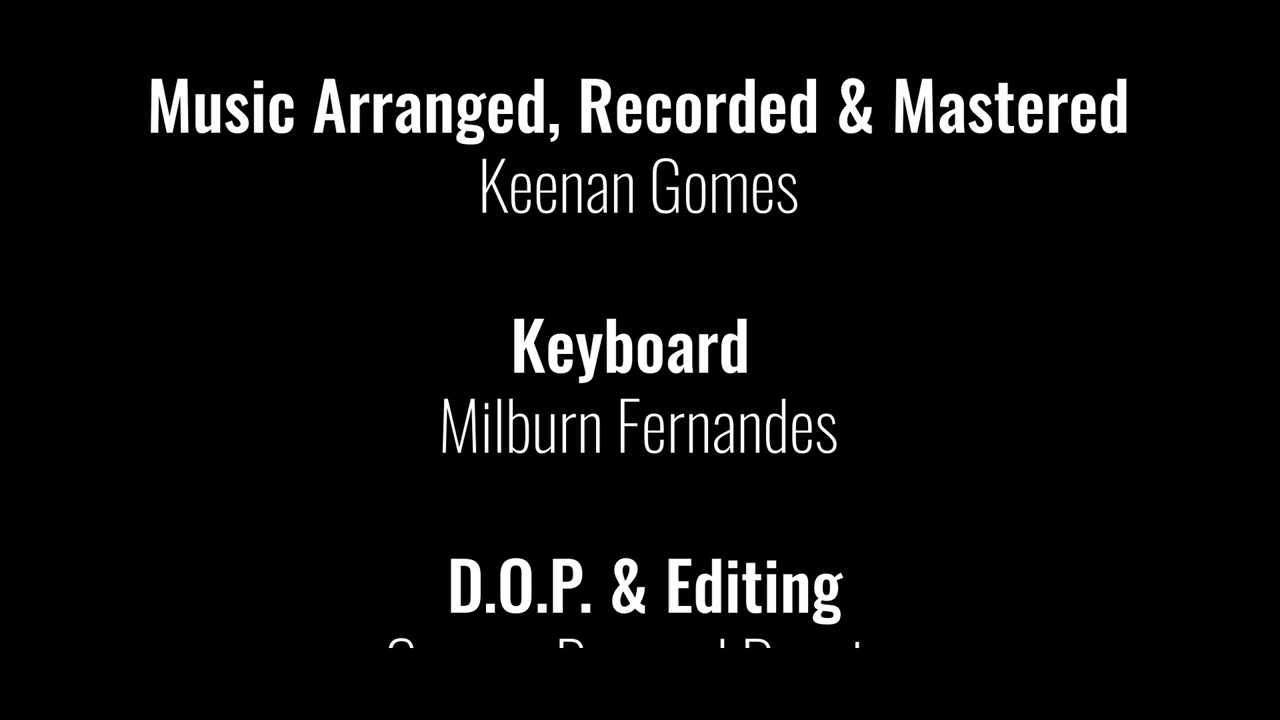 Music Arranged, Recorded & Mastered
Keenan Gomes
Keyboard
Milburn Fernandes
D.O.P. & Editing